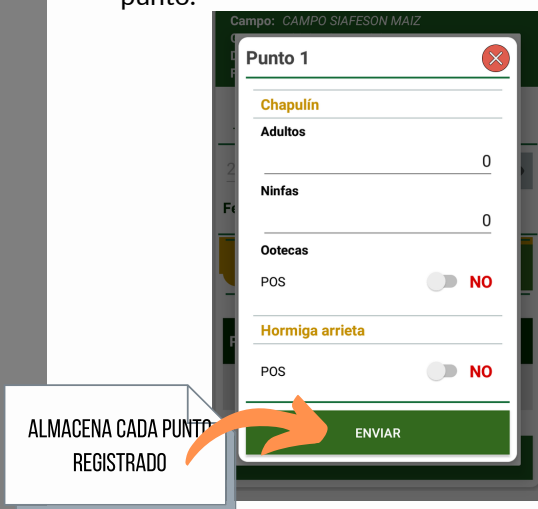 punto.
Campo: CAMPO SIAFESON MAIZ
Punto 1
Chapulín
Adultos
0
Ninfas
0
Ootecas
POS NO
Hormiga arrieta
POS NO
ENVIAR
ALMACENA CADA PUNTO
REGISTRADO